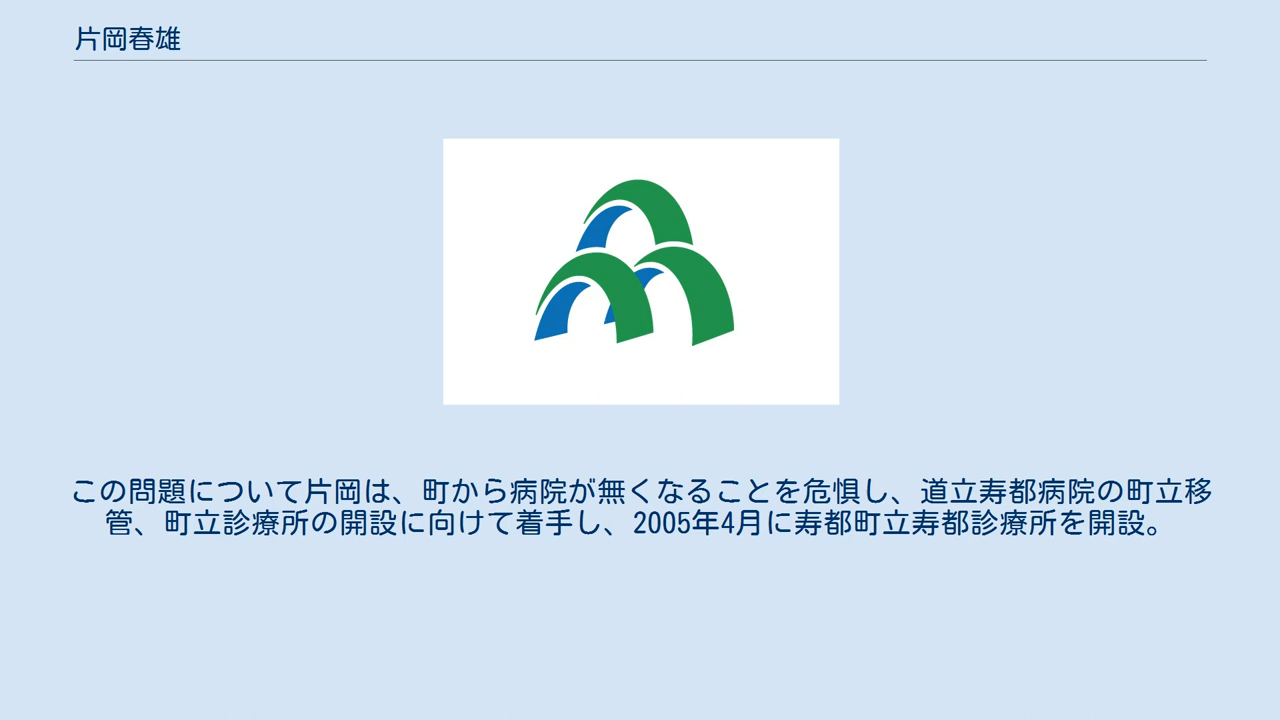 片岡春雄
この問題について片岡は、町から病院が無くなることを危惧し、道立寿都病院の町立移
管、町立診療所の開設に向けて着手し、2005年4月に寿都町立寿都診療所を開設。